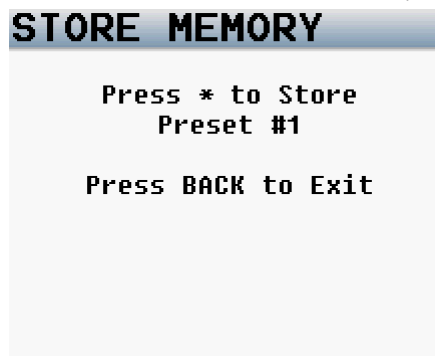 STORE MEMORY
Press * to Store
Preset #1
Press BACK to Exit